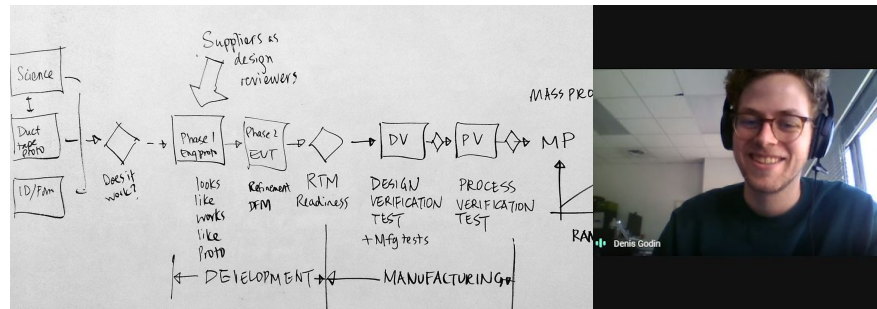 Suppliers as
design
reviewers
Science
Duct
tape
proto
ID/Form
Does it
work?
Phase 1
Eng proto
looks
like
works
like
Proto
Phase 2
EVT
Refinement
DFM
RTM
Readiness
DV
DESIGN
VERIFICATION
TEST
+ Mfg tests
PV
PROCESS
VERIFICATION
TEST
MASS PRO
MP
RAM
DEVELOPMENT
MANUFACTURING
Denis Godin